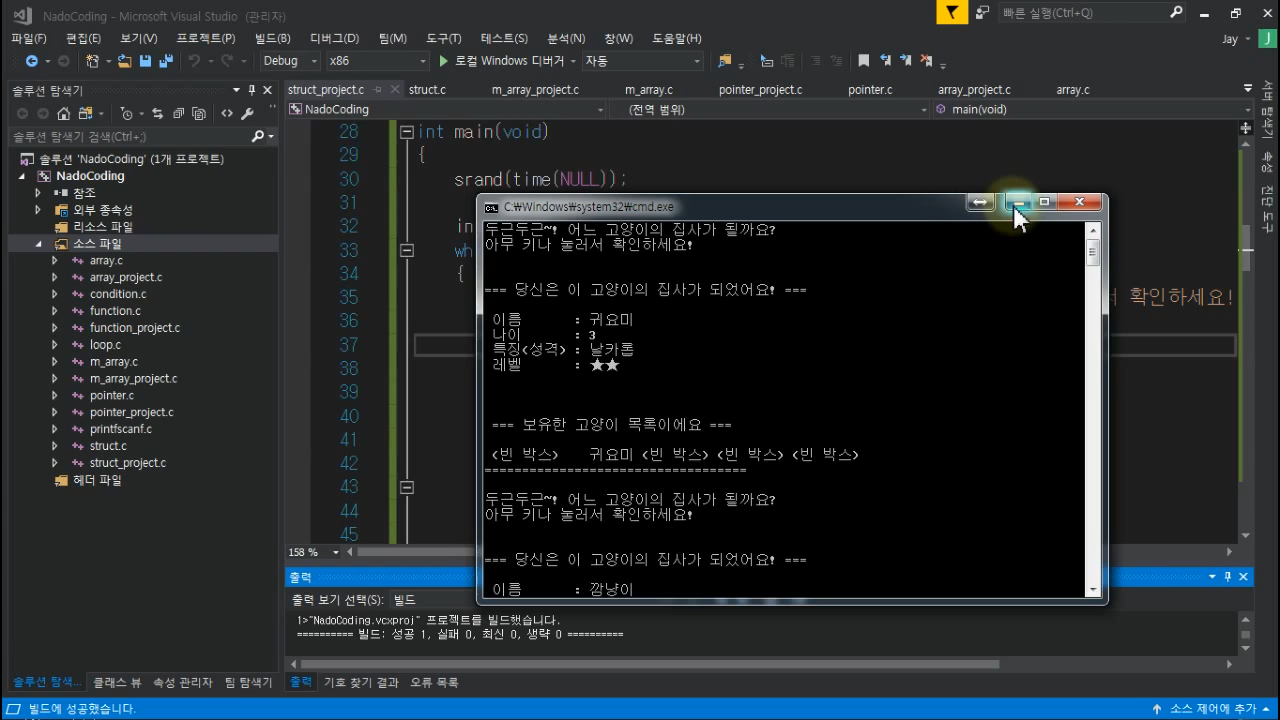 NadoCoding - Microsoft Visual Studio (관리자)
빠른 실행(Ctrl+Q)
파일(F) 편집(E) 보기(V) 프로젝트(P) 빌드(B) 디버그(D) 팀(M) 도구(T) 테스트(S) 분석(N) 창(W) 도움말(H)
Jay J
Debug x86 로컬 Windows 디버거 자동
솔루션 탐색기
솔루션 탐색기 검색(Ctrl+;)
솔루션 'NadoCoding' (1개 프로젝트)
NadoCoding
참조
외부 종속성
리소스 파일
소스 파일
array.c
array_project.c
condition.c
function.c
function_project.c
loop.c
m_array.c
m_array_project.c
pointer.c
pointer_project.c
printfscanf.c
struct.c
struct_project.c
헤더 파일
솔루션 탐색... 클래스 뷰 속성 관리자 팀 탐색기
struct_project.c struct.c m_array_project.c m_array.c pointer_project.c pointer.c array_project.c array.c
NadoCoding (전역 범위) main(void)
28 int main(void)
29 {
30 srand(time(NULL));
31
32 in
33 wh
34 {
35 확인하세요!
36
37
38
39
40
41
42
43
44
45
158 %
C:\Windows\system32\cmd.exe
두근두근~! 어느 고양이의 집사가 될까요?
아무 키나 눌러서 확인하세요!
=== 당신은 이 고양이의 집사가 되었어요! ===
이름 : 귀요미
나이 : 3
특징(성격) : 날카롭
레벨 : ★★
=== 보유한 고양이 목록이에요 ===
(빈 박스) 귀요미 (빈 박스) (빈 박스) (빈 박스)
===================================
두근두근~! 어느 고양이의 집사가 될까요?
아무 키나 눌러서 확인하세요!
=== 당신은 이 고양이의 집사가 되었어요! ===
이름 : 깜냥이
출력
출력 보기 선택(S): 빌드
1>"NadoCoding.vcxproj" 프로젝트를 빌드했습니다.
========== 빌드: 성공 1, 실패 0, 최신 0, 생략 0 ==========
출력 기호 찾기 결과 오류 목록
서버 탐색기 속성 진단 도구
빌드에 성공했습니다.
소스 제어에 추가